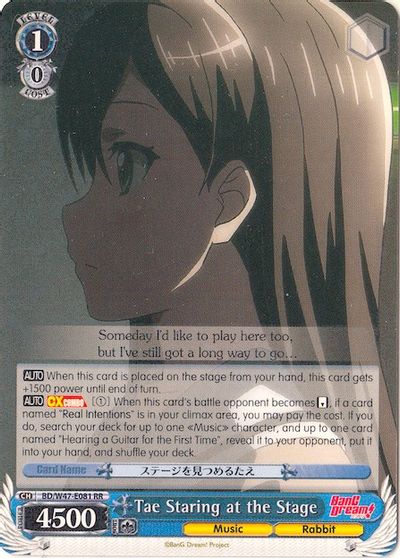 LEVEL
1
0
COST
Someday I'd like to play here too,
but I've still got a long way to go...
AUTO When this card is placed on the stage from your hand, this card gets
+1500 power until end of turn.
AUTO CX COMBO [①] When this card's battle opponent becomes [▼], if a card
named "Real Intentions" is in your climax area, you may pay the cost. If you do,
search your deck for up to one «Music» character, and up to one card
named "Hearing a Guitar for the First Time", reveal it to your opponent, put it
into your hand, and shuffle your deck.
Card Name ステージを見つめるたえ
CH BD/W47-E081 RR
POWER 4500
Tae Staring at the Stage
BanG Dream!
Music Rabbit
©BanG Dream! Project